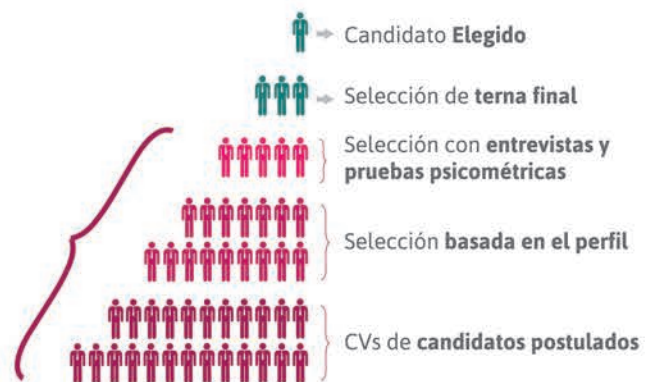 Candidato Elegido
Selección de terna final
Selección con entrevistas y
pruebas psicométricas
Selección basada en el perfil
CVs de candidatos postulados